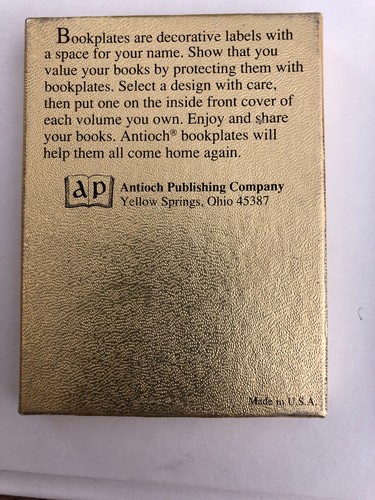 Bookplates are decorative labels with
a space for your name. Show that you
value your books by protecting them with
bookplates. Select a design with care,
then put one on the inside front cover of
each volume you own. Enjoy and share
your books. Antioch® bookplates will
help them all come home again.
ap
Antioch Publishing Company
Yellow Springs, Ohio 45387
Made in U.S.A.